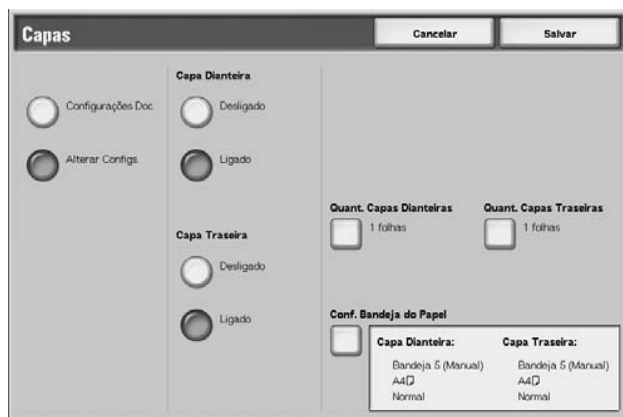 Capas
Cancelar
Salvar
Configurações Doc.
Alterar Configs.
Capa Dianteira
Desligado
Ligado
Capa Traseira
Desligado
Ligado
Quant. Capas Dianteiras
1 folhas
Quant. Capas Traseiras
1 folhas
Conf. Bandeja do Papel
Capa Dianteira:
Bandeja 5 (Manual)
A4
Normal
Capa Traseira:
Bandeja 5 (Manual)
A4
Normal